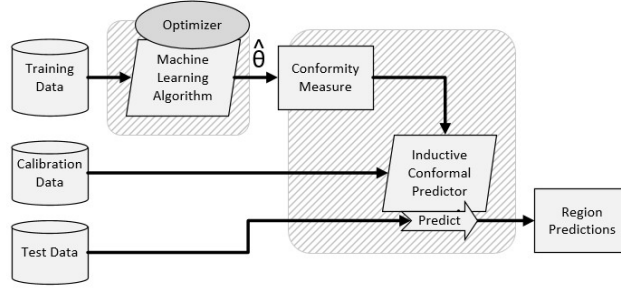 Optimizer
Training
Data
Machine
Learning
Algorithm
θ̂
Conformity
Measure
Calibration
Data
Inductive
Conformal
Predictor
Predict
Test Data
Region
Predictions